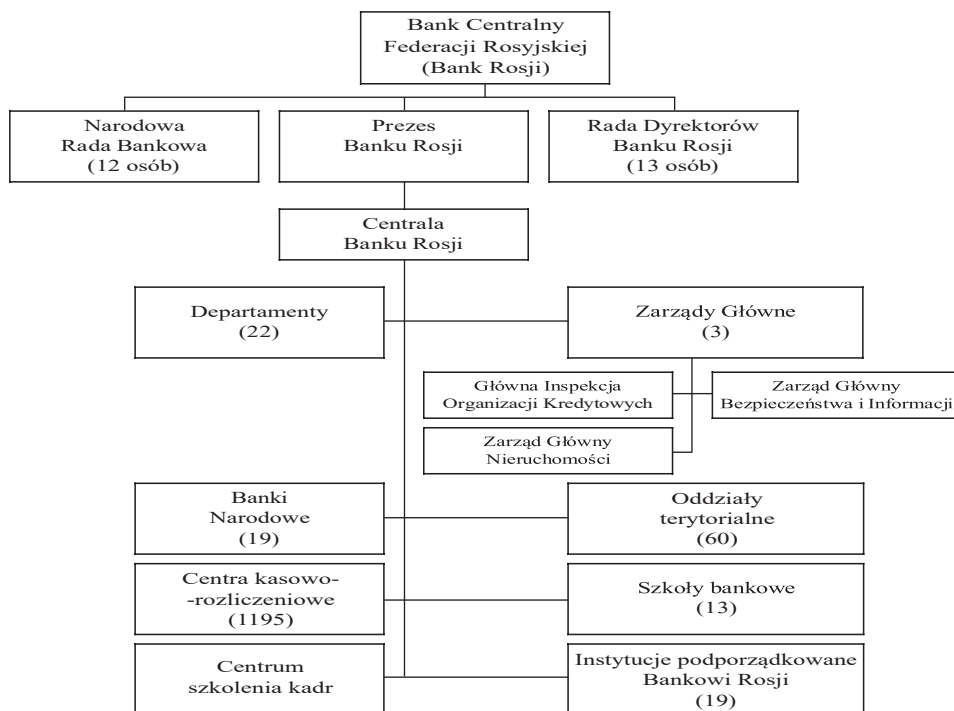 Bank Centralny
Federacji Rosyjskiej
(Bank Rosji)
Narodowa
Rada Bankowa
(12 osób)
Prezes
Banku Rosji
Rada Dyrektorów
Banku Rosji
(13 osób)
Centrala
Banku Rosji
Departamenty
(22)
Zarządy Główne
(3)
Główna Inspekcja
Organizacji Kredytowych
Zarząd Główny
Bezpieczeństwa i Informacji
Zarząd Główny
Nieruchomości
Banki
Narodowe
(19)
Oddziały
terytorialne
(60)
Centra kasowo-
-rozliczeniowe
(1195)
Szkoły bankowe
(13)
Centrum
szkolenia kadr
Instytucje podporządkowane
Bankowi Rosji
(19)